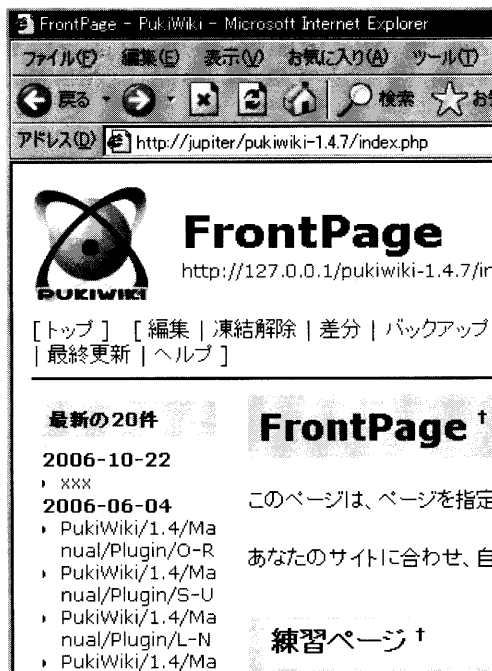 FrontPage - PukiWiki - Microsoft Internet Explorer
ファイル(F) 編集(E) 表示(V) お気に入り(A) ツール(T)
戻る 検索 お
アドレス(D) http://jupiter/pukiwiki-1.4.7/index.php
FrontPage
http://127.0.0.1/pukiwiki-1.4.7/in
PUKIWIKI
[ トップ ] [ 編集 | 凍結解除 | 差分 | バックアップ
| 最終更新 | ヘルプ ]
最新の20件
2006-10-22
xxx
2006-06-04
PukiWiki/1.4/Ma
nual/Plugin/O-R
PukiWiki/1.4/Ma
nual/Plugin/S-U
PukiWiki/1.4/Ma
nual/Plugin/L-N
PukiWiki/1.4/Ma
FrontPage †
このページは、ページを指定
あなたのサイトに合わせ、自
練習ページ †